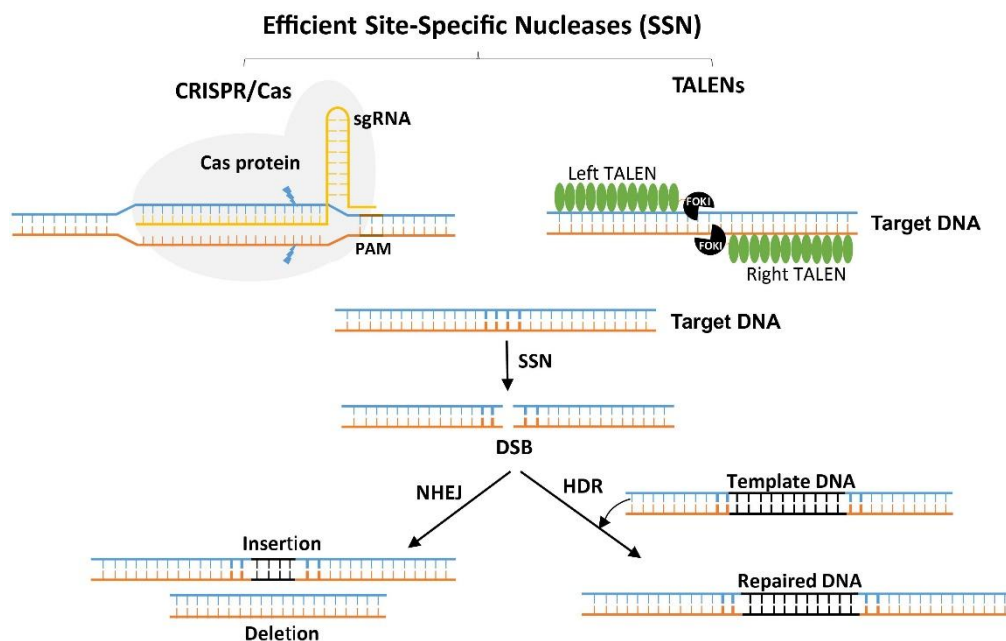 Efficient Site-Specific Nucleases (SSN)
CRISPR/Cas
TALENs
sgRNA
Cas protein
PAM
Left TALEN
FOKI
Target DNA
FOKI
Right TALEN
Target DNA
SSN
DSB
NHEJ
HDR
Template DNA
Insertion
Repaired DNA
Deletion